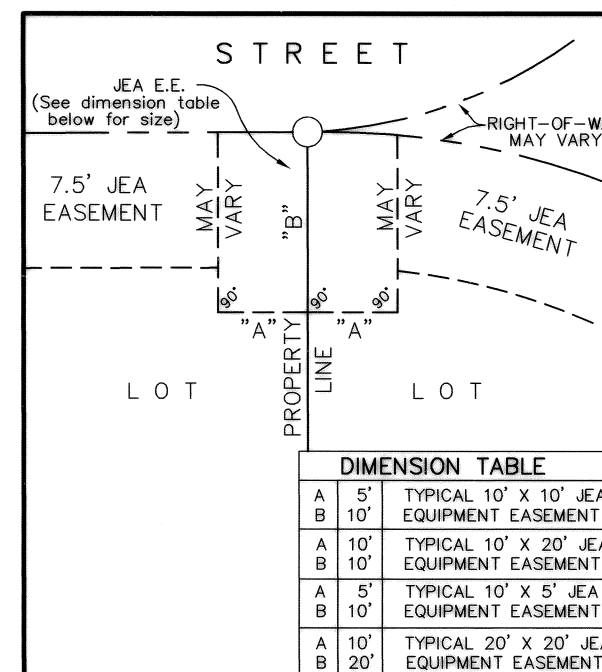 STREET
JEA E.E.
(See dimension table
below for size)
RIGHT-OF-W
MAY VARY
7.5' JEA
EASEMENT
MAY
VARY
"B"
MAY
VARY
7.5' JEA
EASEMENT
90°
90°
90°
"A"
"A"
PROPERTY
LINE
LOT
LOT
DIMENSION TABLE
A 5' TYPICAL 10' X 10' JEA
B 10' EQUIPMENT EASEMENT
A 10' TYPICAL 10' X 20' JEA
B 10' EQUIPMENT EASEMENT
A 5' TYPICAL 10' X 5' JEA
B 10' EQUIPMENT EASEMENT
A 10' TYPICAL 20' X 20' JEA
B 20' EQUIPMENT EASEMENT